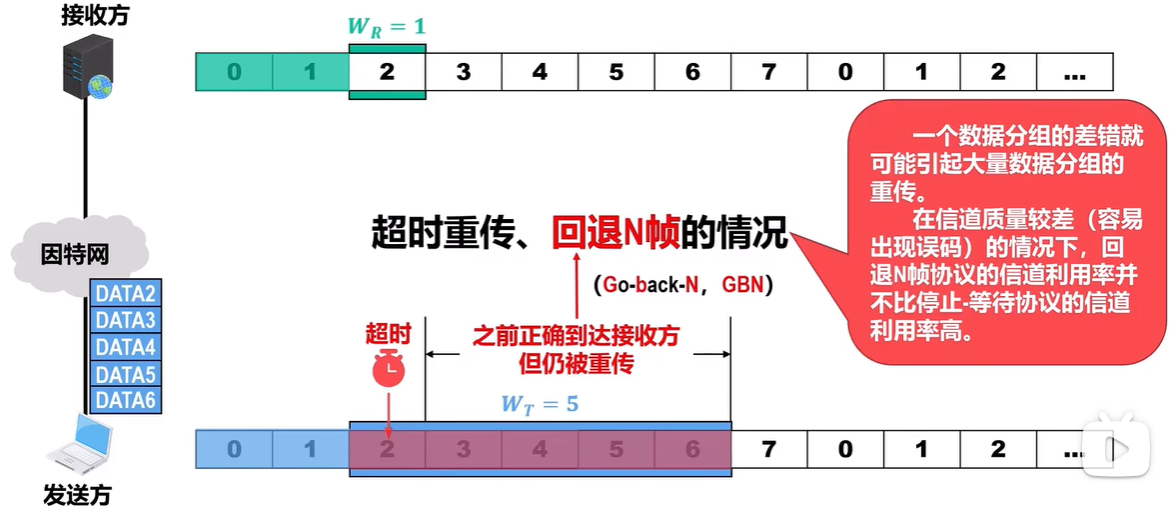 接收方
W_R = 1
0 1 2 3 4 5 6 7 0 1 2 ...
一个数据分组的差错就
可能引起大量数据分组的
重传。
在信道质量较差（容易
出现误码）的情况下，回
退N帧协议的信道利用率并
不比停止-等待协议的信道
利用率高。
超时重传、回退N帧的情况
(Go-back-N，GBN)
因特网
DATA2
DATA3
DATA4
DATA5
DATA6
超时
之前正确到达接收方
但仍被重传
W_T = 5
0 1 2 3 4 5 6 7 0 1 2 ...
发送方